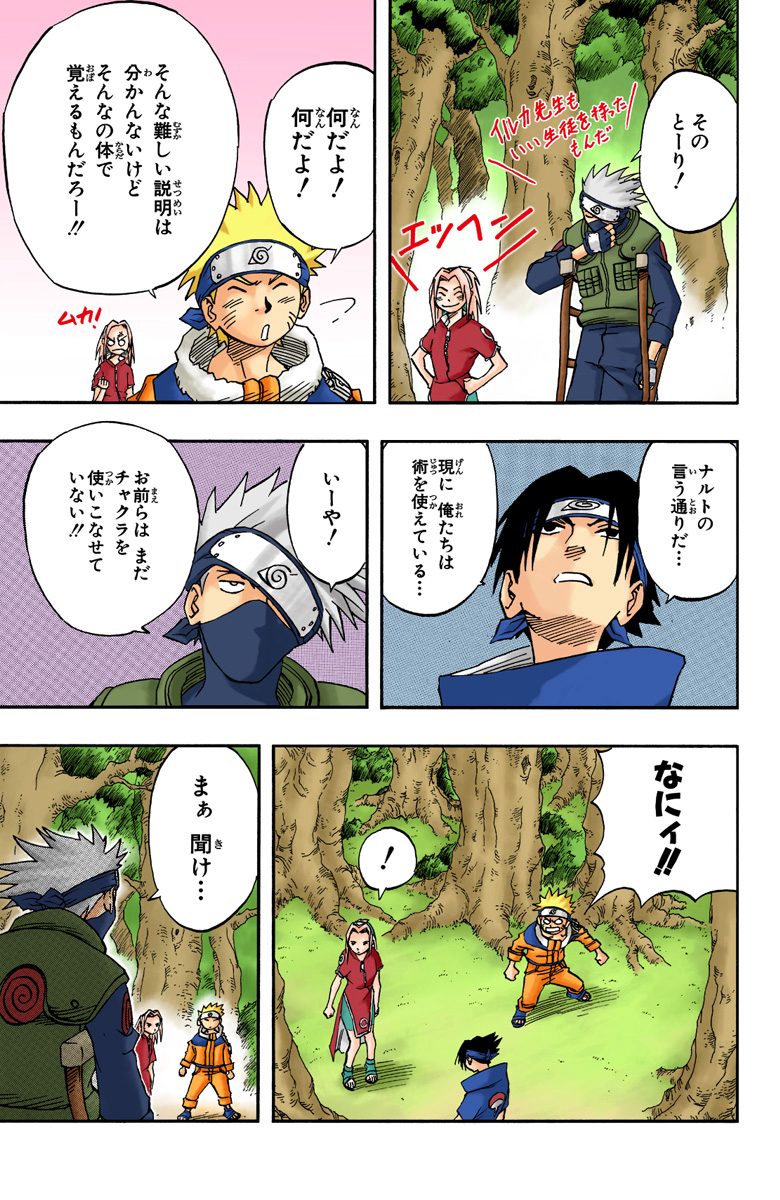 その
とーり！
イルカ先生も
いい生徒を持った
もんだ
エッヘン
何だよ！
何だよ！
そんな難しい説明は
分かんないけど
そんなの体で
覚えるもんだろー!!
ムカ！
ナルトの
言う通りだ…
現に 俺たちは
術を使えている…
いーや！
お前らは まだ
チャクラを
使いこなせて
いない!!
なにィ!!
！
まぁ 聞け…